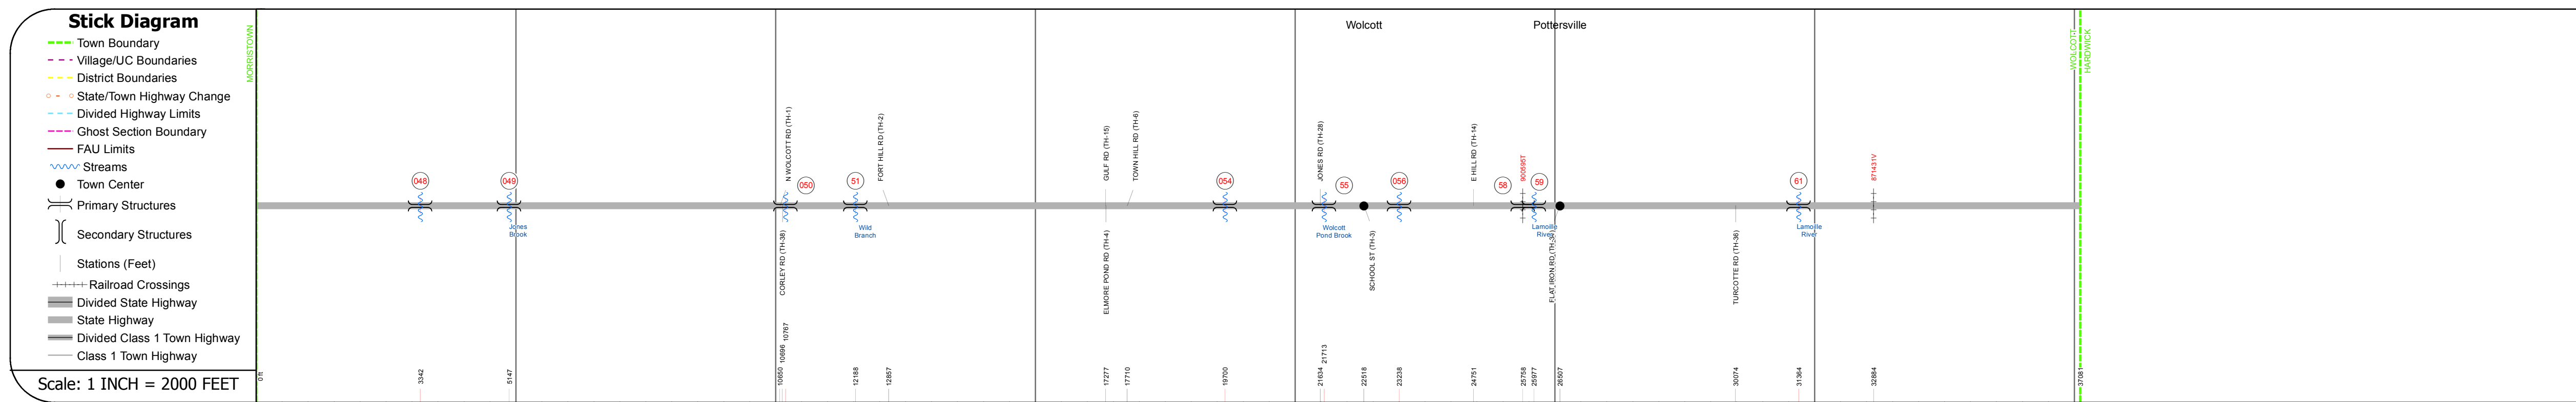 Stick Diagram
Town Boundary
Village/UC Boundaries
District Boundaries
State/Town Highway Change
Divided Highway Limits
Ghost Section Boundary
FAU Limits
Streams
Town Center
Primary Structures
Secondary Structures
Stations (Feet)
Railroad Crossings
Divided State Highway
State Highway
Divided Class 1 Town Highway
Class 1 Town Highway
Scale: 1 INCH = 2000 FEET
MORRISTOWN
Wolcott
Pottersville
WOLCOTT
HARDWICK
N WOLCOTT RD (TH-1)
FORT HILL RD (TH-2)
GULF RD (TH-15)
TOWN HILL RD (TH-6)
JONES RD (TH-28)
E HILL RD (TH-14)
900595T
871431V
048
049
050
51
054
55
056
58
59
61
Jones
Brook
Wild
Branch
Wolcott
Pond Brook
Lamoille
River
Lamoille
River
CORLEY RD (TH-38)
ELMORE POND RD (TH-4)
SCHOOL ST (TH-3)
TURCOTTE RD (TH-36)
0 ft
3342
5147
10650
10696
10767
12188
12857
17277
17710
19700
21634
21713
22518
23238
24751
25758
25977
26507
30074
31364
32884
37081